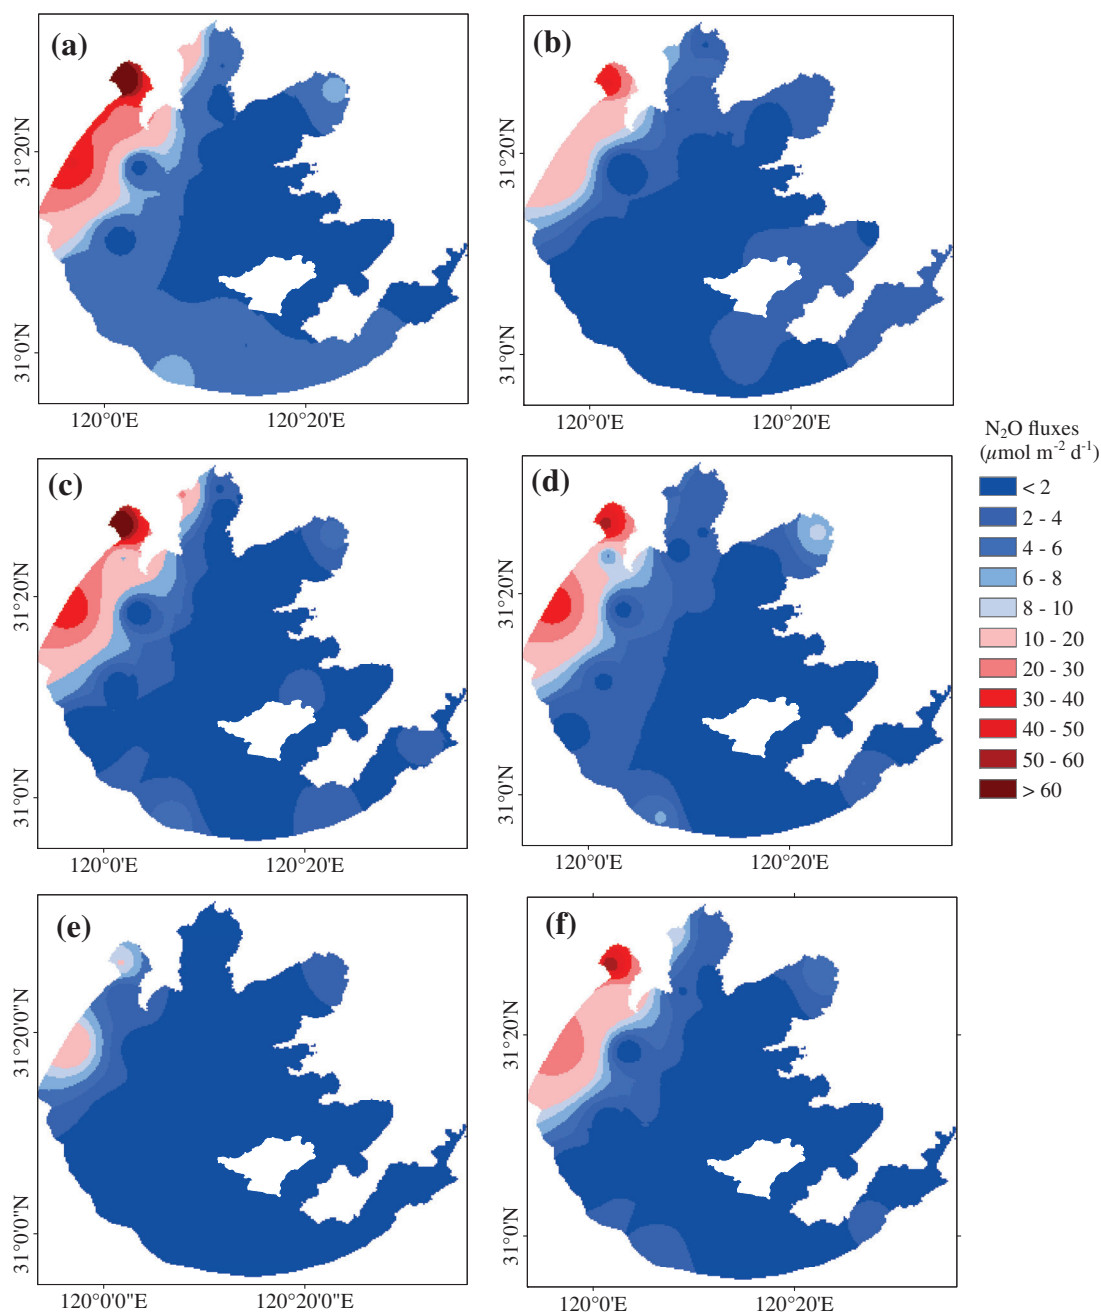 (a)
31°20'N
31°0'N
120°0'E
120°20'E
(b)
31°20'N
31°0'N
120°0'E
120°20'E
(c)
31°20'N
31°0'N
120°0'E
120°20'E
(d)
31°20'N
31°0'N
120°0'E
120°20'E
N₂O fluxes
(μmol m⁻² d⁻¹)
< 2
2 - 4
4 - 6
6 - 8
8 - 10
10 - 20
20 - 30
30 - 40
40 - 50
50 - 60
> 60
(e)
31°20'0"N
31°0'0"N
120°0'0"E
120°20'0"E
(f)
31°20'N
31°0'N
120°0'E
120°20'E